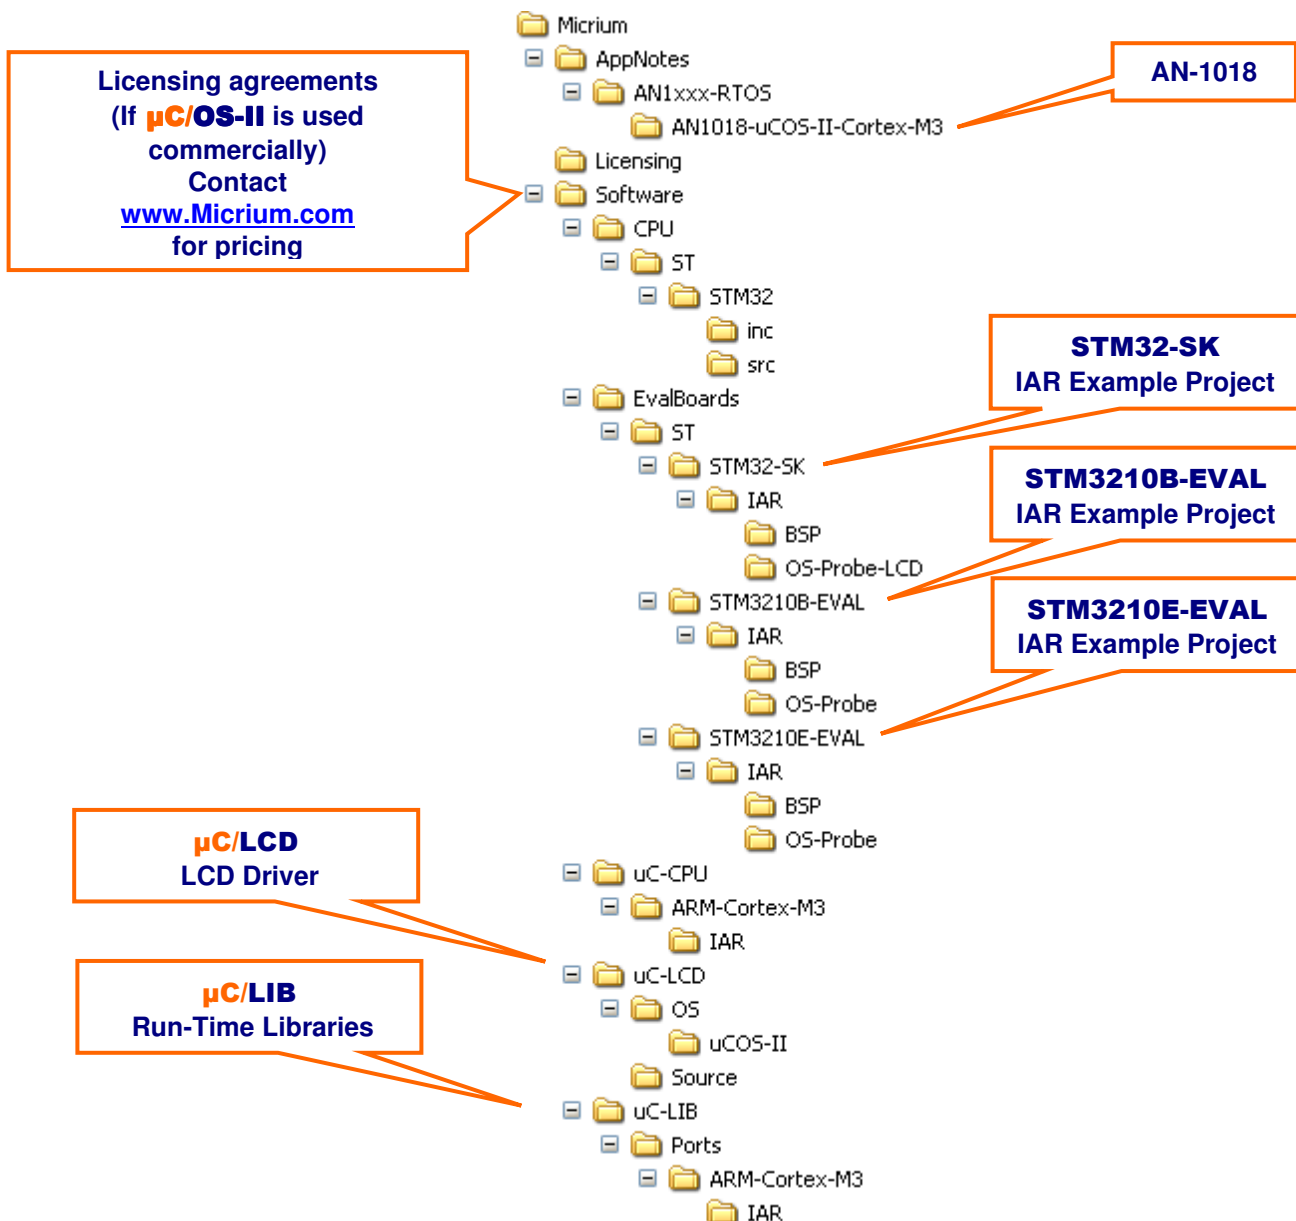 Micrium
AppNotes
AN1xxx-RTOS
AN1018-uCOS-II-Cortex-M3
Licensing
Software
CPU
ST
STM32
inc
src
EvalBoards
ST
STM32-SK
IAR
BSP
OS-Probe-LCD
STM3210B-EVAL
IAR
BSP
OS-Probe
STM3210E-EVAL
IAR
BSP
OS-Probe
uC-CPU
ARM-Cortex-M3
IAR
uC-LCD
OS
uCOS-II
Source
uC-LIB
Ports
ARM-Cortex-M3
IAR
Licensing agreements
(If µC/OS-II is used
commercially)
Contact
www.Micrium.com
for pricing
AN-1018
STM32-SK
IAR Example Project
STM3210B-EVAL
IAR Example Project
STM3210E-EVAL
IAR Example Project
µC/LCD
LCD Driver
µC/LIB
Run-Time Libraries